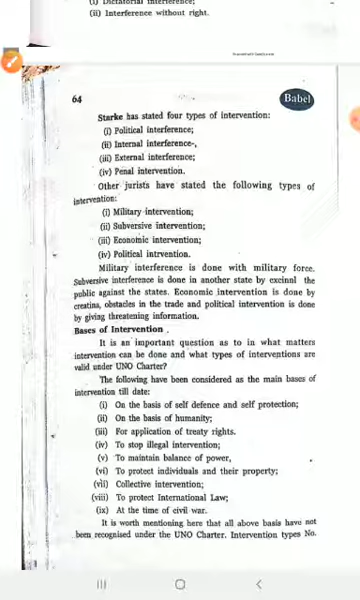 (i) Dictatorial interference;
(ii) Interference without right.
64
Babel
Starke has stated four types of intervention:
(i) Political interference;
(ii) Internal interference-,
(iii) External interference;
(iv) Penal intervention.
Other jurists have stated the following types of
intervention:
(i) Military intervention;
(ii) Subversive intervention;
(iii) Economic intervention;
(iv) Political intrvention.
Military interference is done with military force.
Subversive interference is done in another state by excinnl the
public against the states. Economic intervention is done by
creatina, obstacles in the trade and political intervention is done
by giving threatening information.
Bases of Intervention .
It is an important question as to in what matters
intervention can be done and what types of interventions are
valid under UNO Charter?
The following have been considered as the main bases of
intervention till date:
(i) On the basis of self defence and self protection;
(ii) On the basis of humanity;
(iii) For application of treaty rights.
(iv) To stop illegal intervention;
(v) To maintain balance of power,
(vi) To protect individuals and their property;
(vii) Collective intervention;
(viii) To protect International Law;
(ix) At the time of civil war.
It is worth mentioning here that all above basis have not
been recognised under the UNO Charter. Intervention types No.